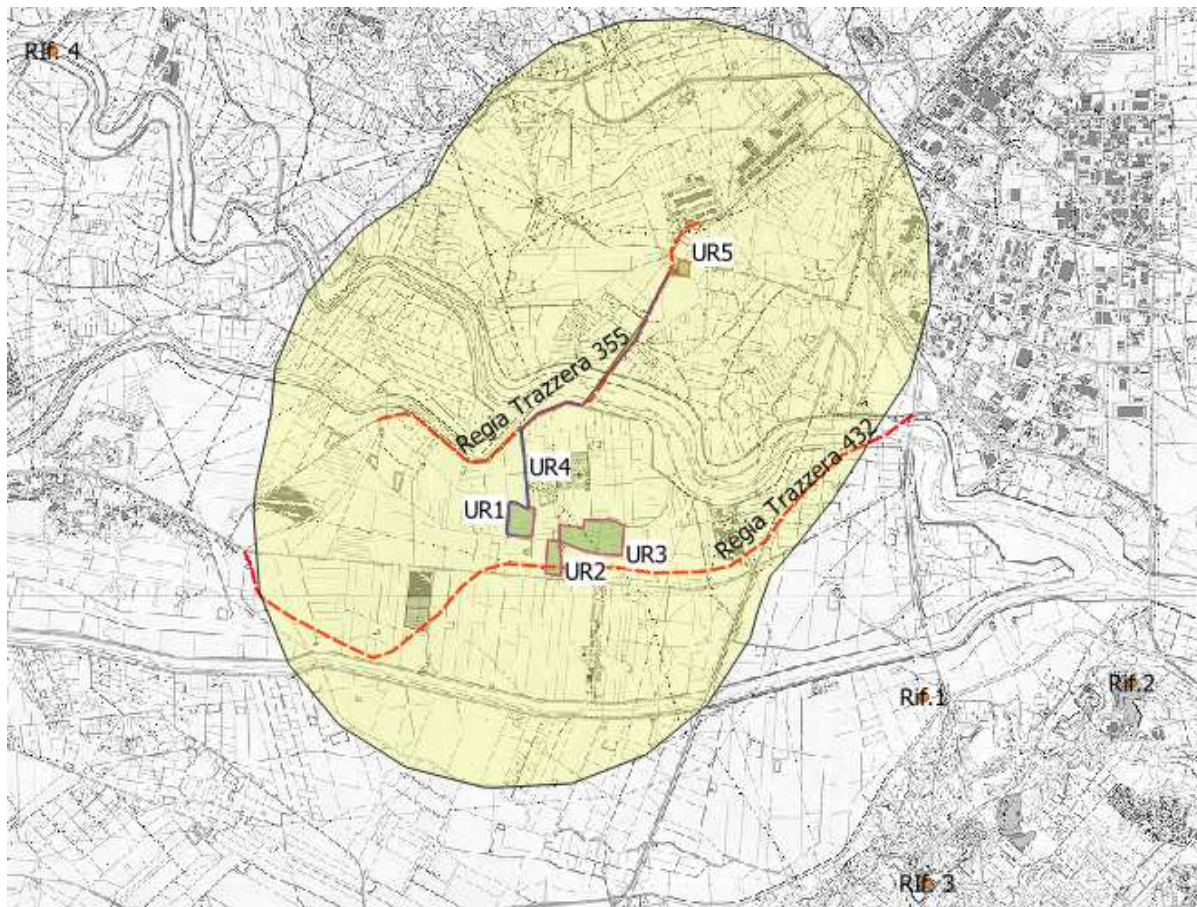 RIf. 4
UR5
Regia Trazzera 355
Regia Trazzera 432
UR4
UR1
UR3
UR2
Rif.1
Rif.2
RIf. 3